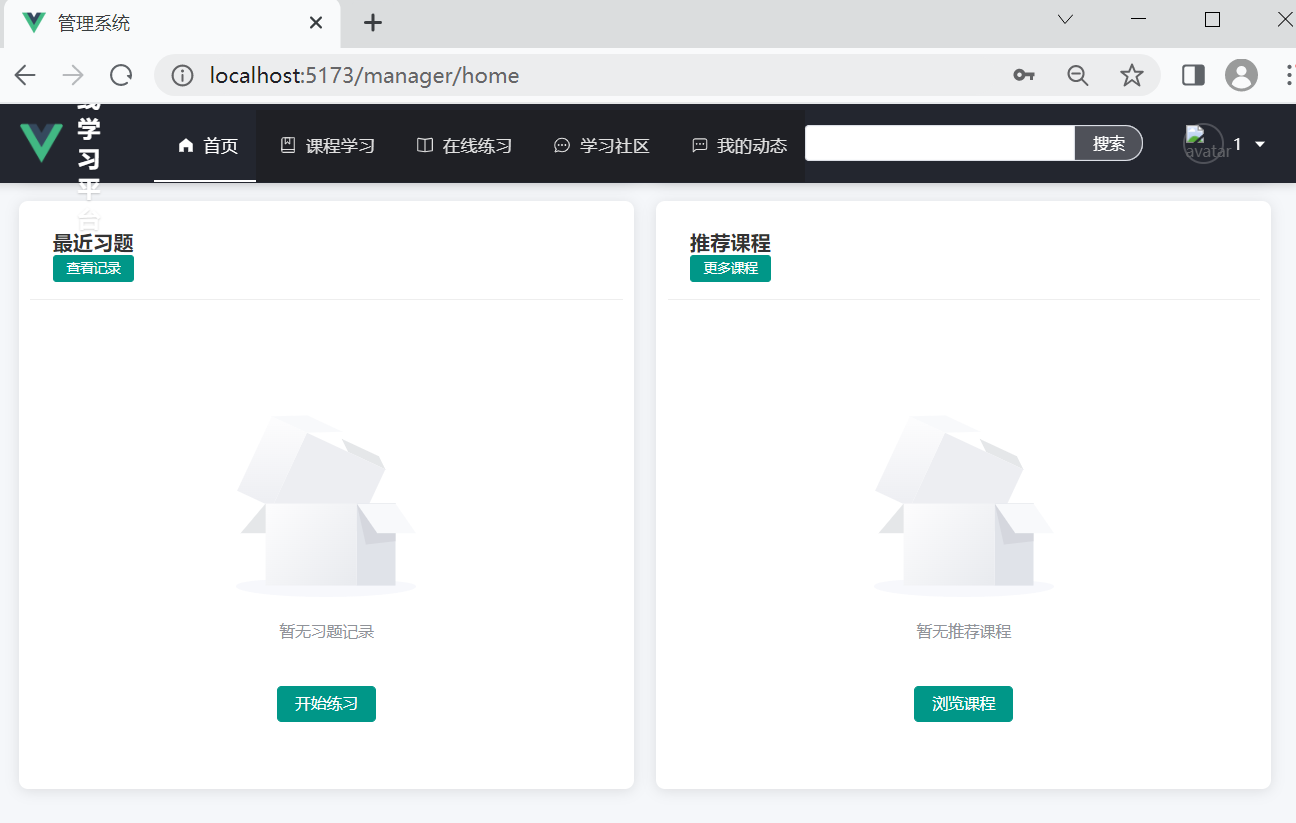 管理系统
localhost:5173/manager/home
学
习
平
台
首页
课程学习
在线练习
学习社区
我的动态
搜索
avatar
1
最近习题
查看记录
推荐课程
更多课程
暂无习题记录
暂无推荐课程
开始练习
浏览课程